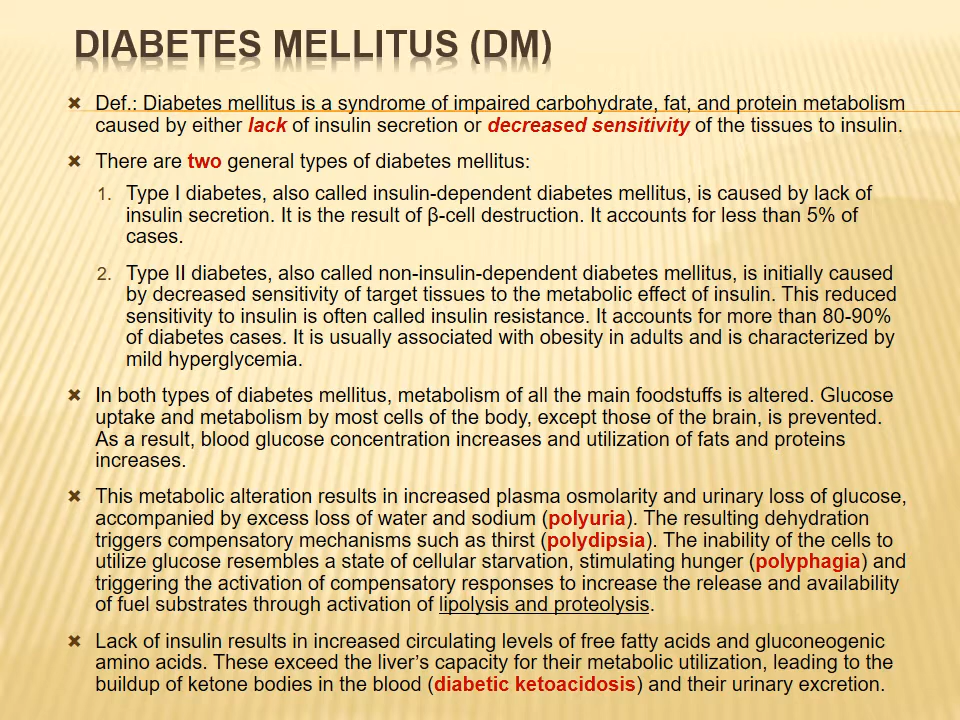 DIABETES MELLITUS (DM)
Def.: Diabetes mellitus is a syndrome of impaired carbohydrate, fat, and protein metabolism
caused by either lack of insulin secretion or decreased sensitivity of the tissues to insulin.
There are two general types of diabetes mellitus:
1. Type I diabetes, also called insulin-dependent diabetes mellitus, is caused by lack of
insulin secretion. It is the result of β-cell destruction. It accounts for less than 5% of
cases.
2. Type II diabetes, also called non-insulin-dependent diabetes mellitus, is initially caused
by decreased sensitivity of target tissues to the metabolic effect of insulin. This reduced
sensitivity to insulin is often called insulin resistance. It accounts for more than 80-90%
of diabetes cases. It is usually associated with obesity in adults and is characterized by
mild hyperglycemia.
In both types of diabetes mellitus, metabolism of all the main foodstuffs is altered. Glucose
uptake and metabolism by most cells of the body, except those of the brain, is prevented.
As a result, blood glucose concentration increases and utilization of fats and proteins
increases.
This metabolic alteration results in increased plasma osmolarity and urinary loss of glucose,
accompanied by excess loss of water and sodium (polyuria). The resulting dehydration
triggers compensatory mechanisms such as thirst (polydipsia). The inability of the cells to
utilize glucose resembles a state of cellular starvation, stimulating hunger (polyphagia) and
triggering the activation of compensatory responses to increase the release and availability
of fuel substrates through activation of lipolysis and proteolysis.
Lack of insulin results in increased circulating levels of free fatty acids and gluconeogenic
amino acids. These exceed the liver’s capacity for their metabolic utilization, leading to the
buildup of ketone bodies in the blood (diabetic ketoacidosis) and their urinary excretion.